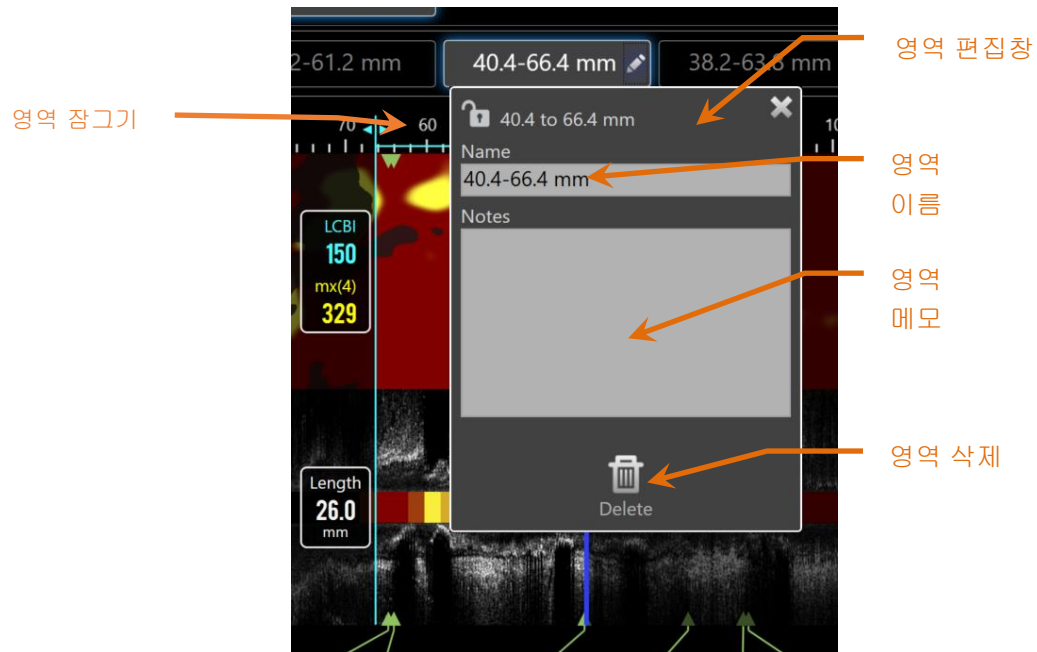 2-61.2 mm
40.4-66.4 mm
38.2-63.8 mm
영역 편집창
영역 잠그기
70
60
10
40.4 to 66.4 mm
Name
40.4-66.4 mm
영역
이름
Notes
LCBI
150
mx(4)
329
영역
메모
영역 삭제
Length
26.0
mm
Delete